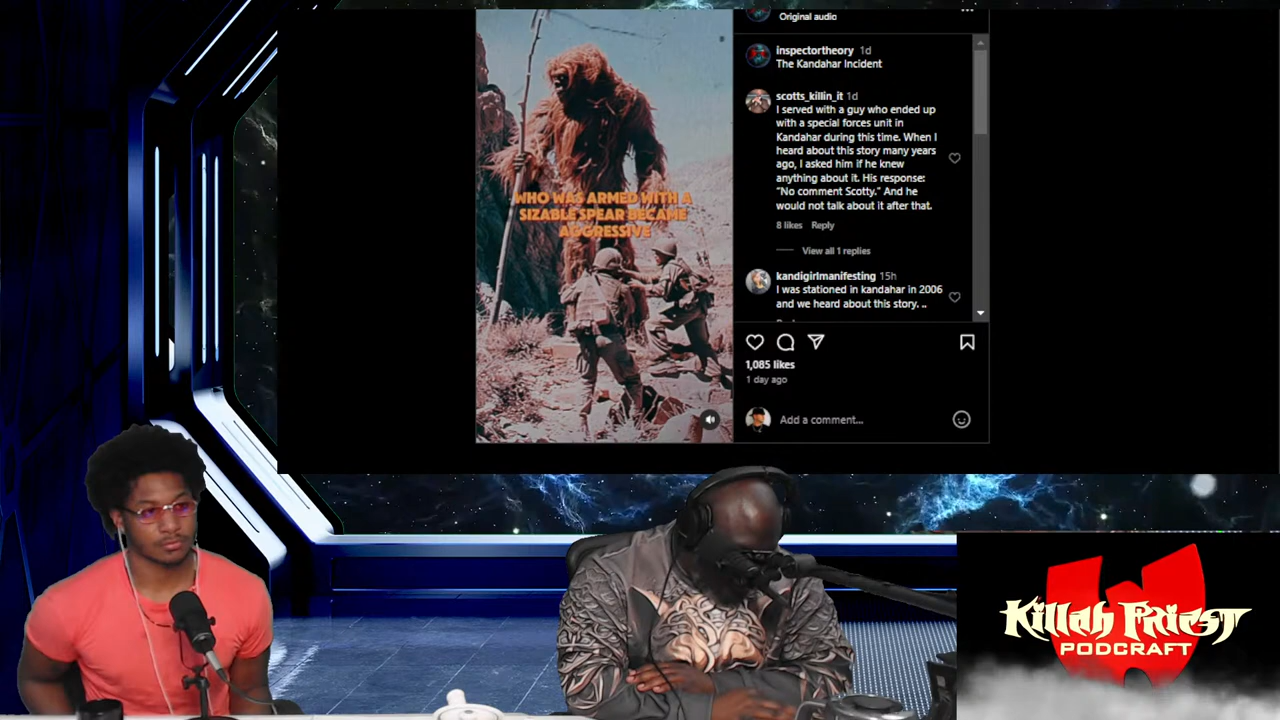 Original audio
inspectortheory 1d
The Kandahar Incident
scotts_killin_it 1d
I served with a guy who ended up
with a special forces unit in
Kandahar during this time. When I
heard about this story many years
ago, I asked him if he knew
anything about it. His response:
"No comment Scotty." And he
would not talk about it after that.
8 likes Reply
View all 1 replies
kandigirlmanifesting 15h
I was stationed in kandahar in 2006
and we heard about this story. ..
1,085 likes
1 day ago
Add a comment...
WHO WAS ARMED WITH A
SIZABLE SPEAR BECAME
AGGRESSIVE
Killah Priest
PODCRAFT